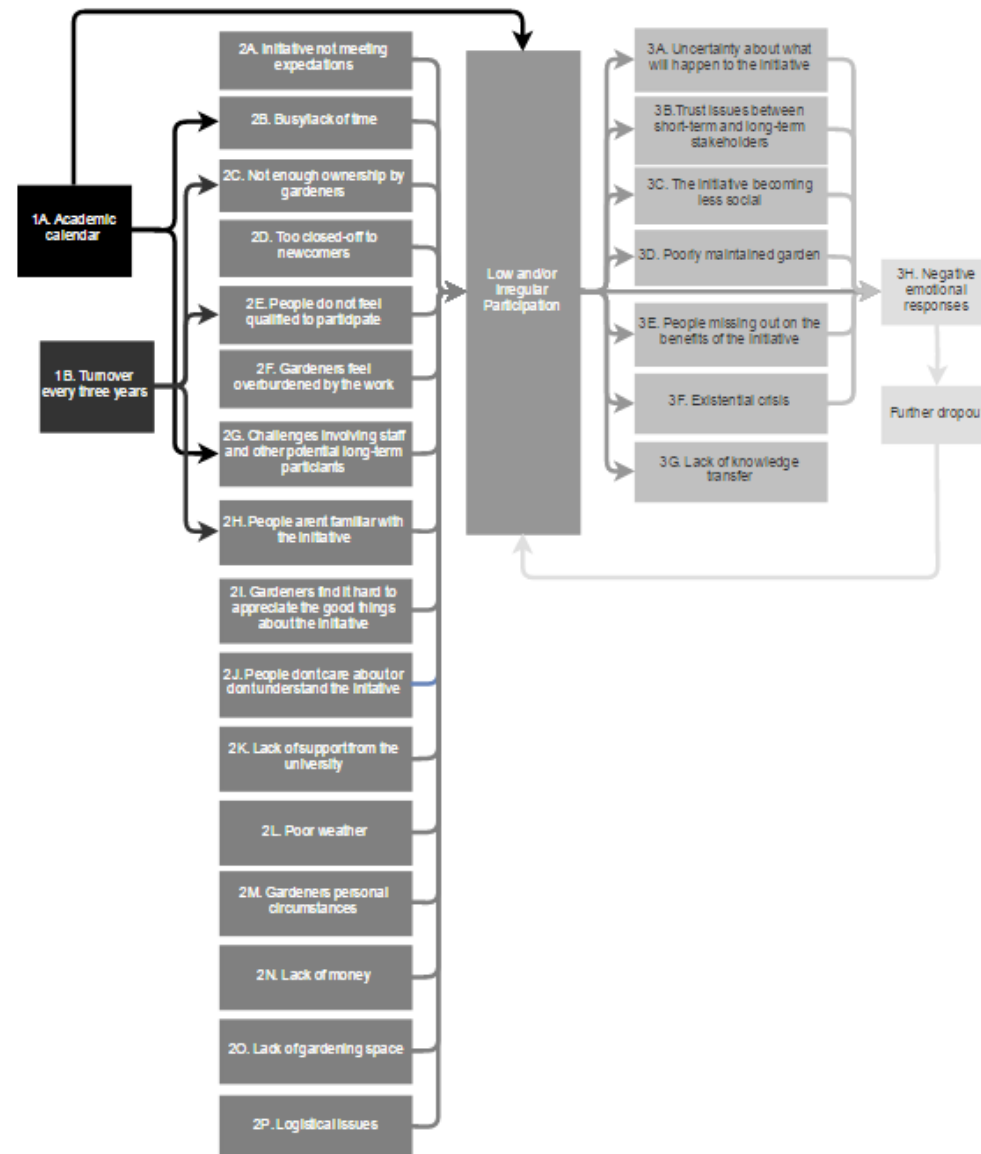 1A. Academic
calendar
1B. Turnover
every three years
2A. Initiative not meeting
expectations
2B. Busy/lack of time
2C. Not enough ownership by
gardeners
2D. Too closed-off to
newcomers
2E. People do not feel
qualified to participate
2F. Gardeners feel
overburdened by the work
2G. Challenges involving staff
and other potential long-term
particiants
2H. People arent familiar with
the initiative
2I. Gardeners find it hard to
appreciate the good things
about the initiative
2J. People dont care about or
dont understand the initative
2K. Lack of support from the
university
2L. Poor weather
2M. Gardeners personal
circumstances
2N. Lack of money
2O. Lack of gardening space
2P. Logistical issues
Low and/or
Irregular
Participation
3A. Uncertainty about what
will happen to the initiative
3B.Trust issues between
short-term and long-term
stakeholders
3C. The initiative becoming
less social
3D. Poorly maintained garden
3E. People missing out on the
benefits of the initiative
3F. Existential crisis
3G. Lack of knowledge
transfer
3H. Negative
emotional
responses
Further dropou